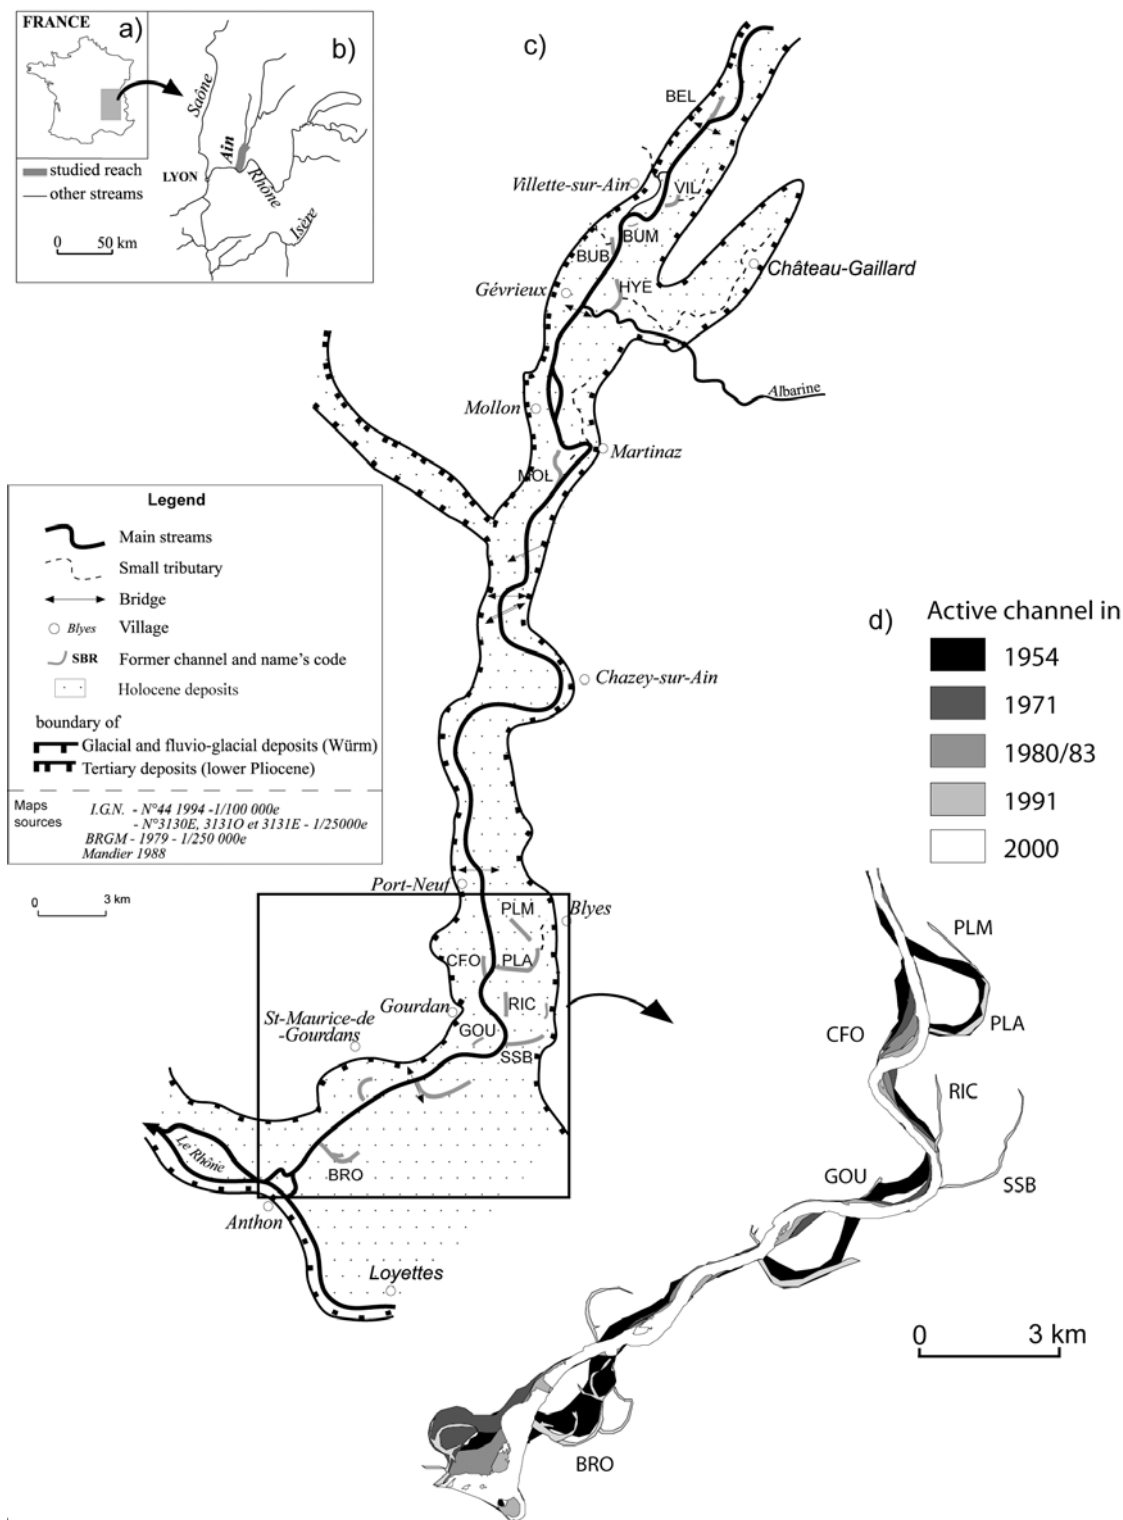 FRANCE
a)
b)
Saône
Ain
LYON
Rhône
Isère
studied reach
other streams
0 50 km
c)
BEL
Villette-sur-Ain
VIL
BUM
BUB
Château-Gaillard
HYE
Gévrieux
Albarine
Mollon
Martinaz
MOL
Legend
Main streams
Small tributary
Bridge
Blyes Village
SBR Former channel and name's code
Holocene deposits
boundary of
Glacial and fluvio-glacial deposits (Würm)
Tertiary deposits (lower Pliocene)
Maps
sources
I.G.N. - N°44 1994 -1/100 000e
- N°3130E, 3131O et 3131E - 1/25000e
BRGM - 1979 - 1/250 000e
Mandier 1988
0 3 km
Chazey-sur-Ain
Port-Neuf
PLM
Blyes
CFO
PLA
RIC
Gourdan
St-Maurice-de
-Gourdans
GOU
SSB
Le Rhône
BRO
Anthon
Loyettes
d)
Active channel in
1954
1971
1980/83
1991
2000
PLM
PLA
CFO
RIC
GOU
SSB
0 3 km
BRO